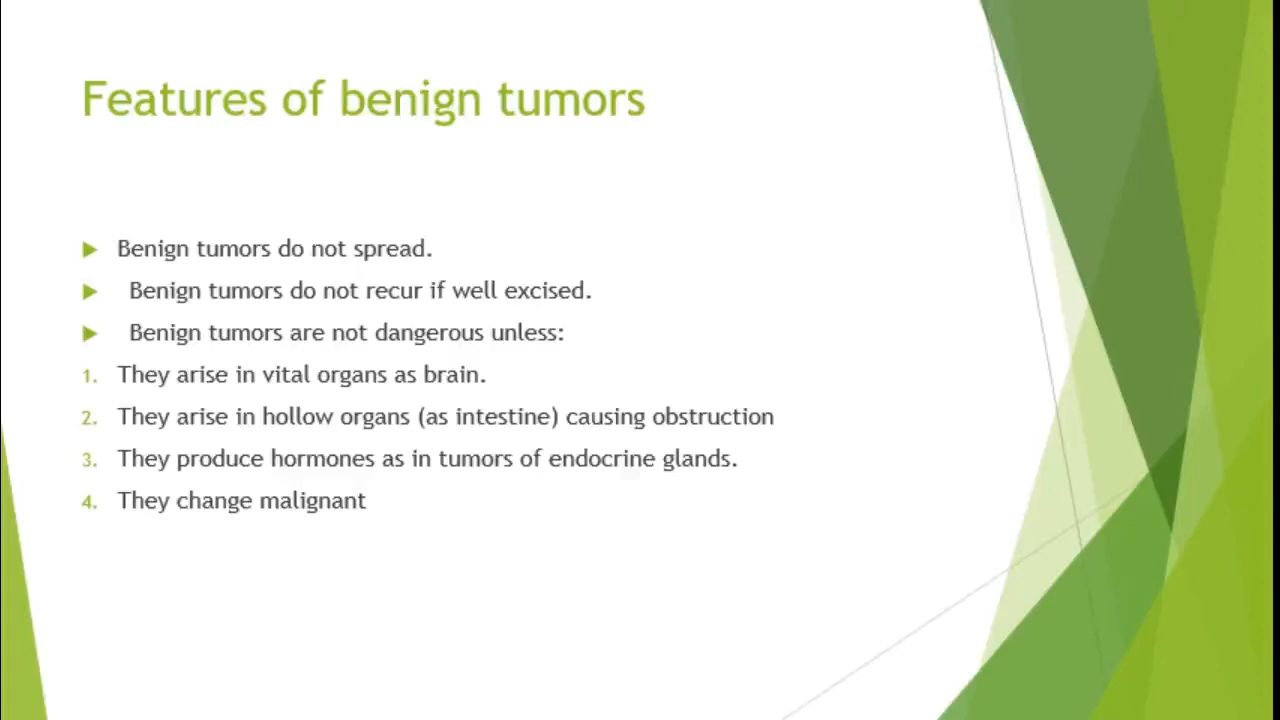 Features of benign tumors
Benign tumors do not spread.
Benign tumors do not recur if well excised.
Benign tumors are not dangerous unless:
1. They arise in vital organs as brain.
2. They arise in hollow organs (as intestine) causing obstruction
3. They produce hormones as in tumors of endocrine glands.
4. They change malignant